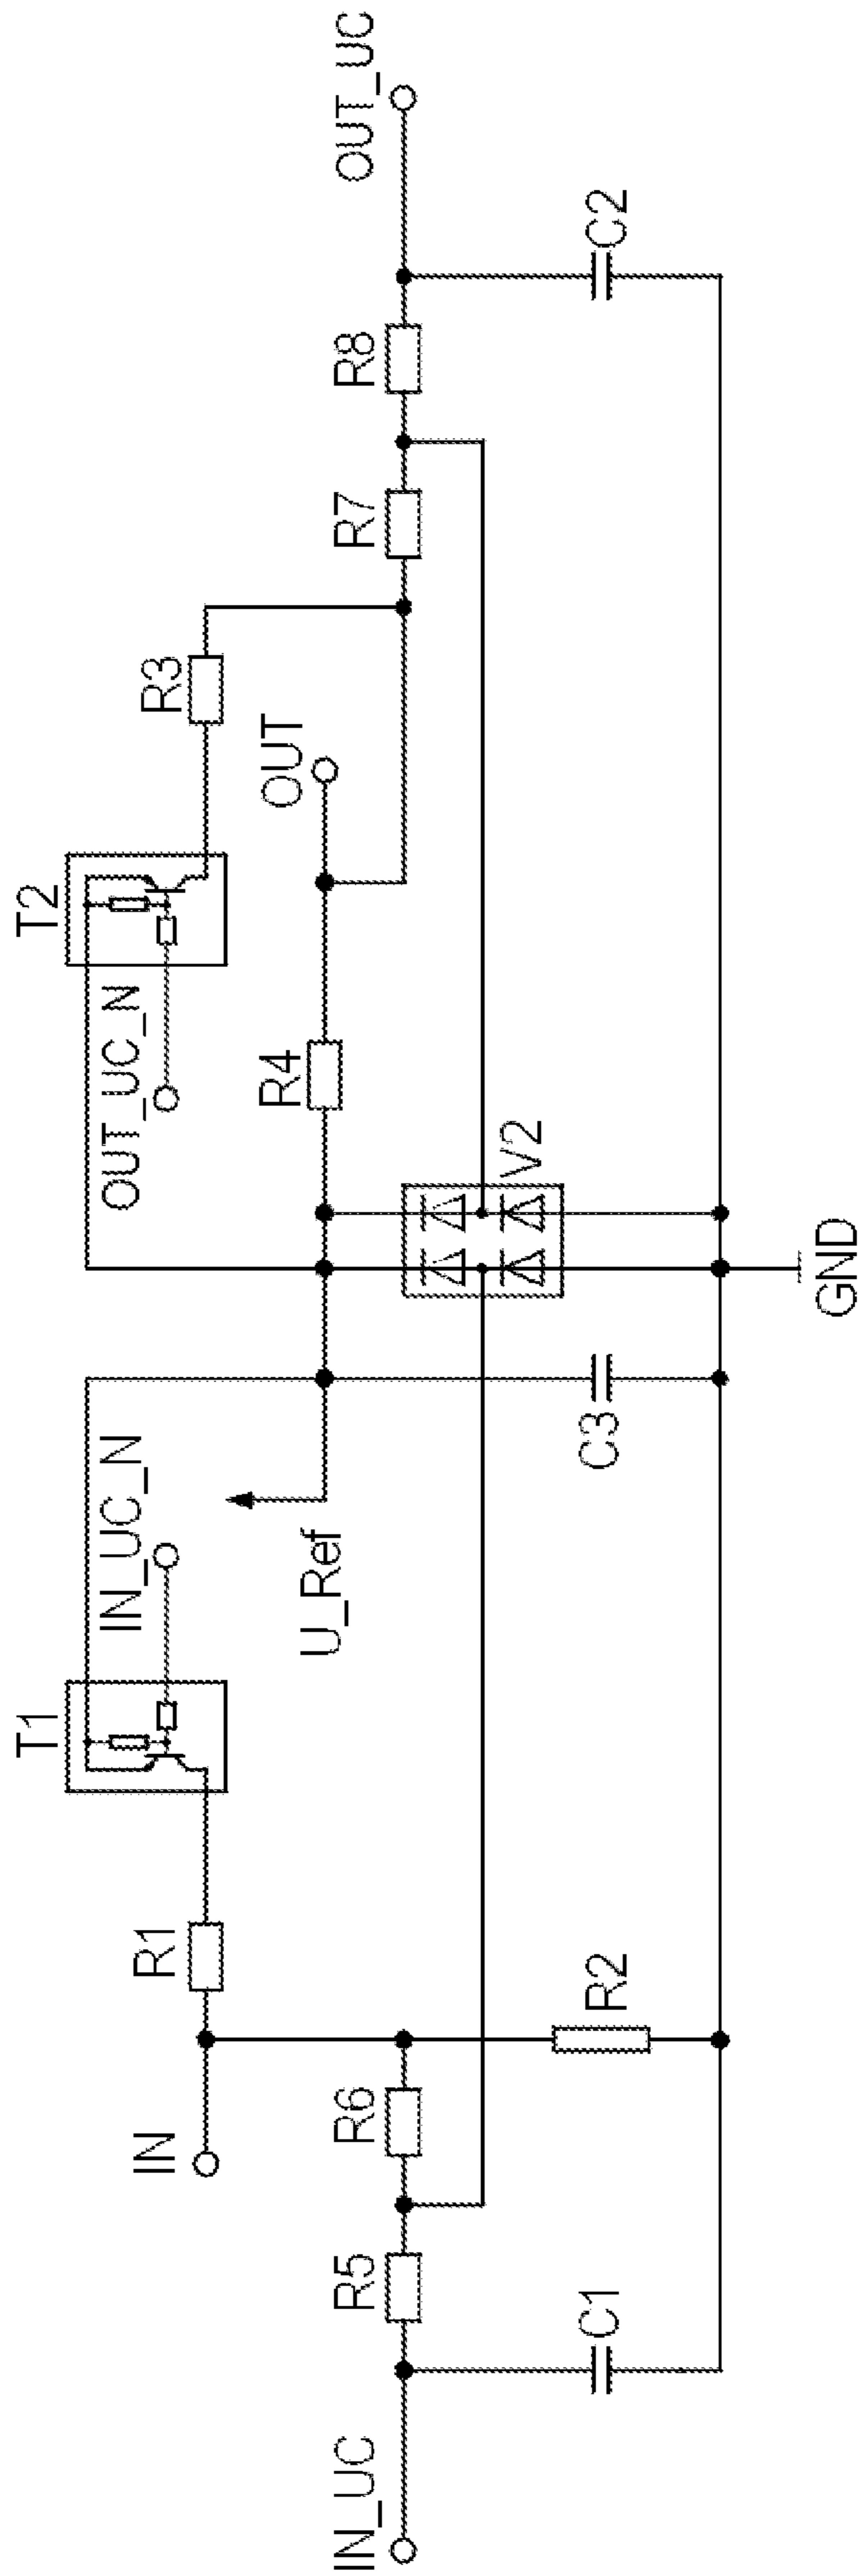 T1
T2
IN_UC_N
OUT_UC_N
IN
R1
R3
U_Ref
R4
OUT
IN_UC
R5
R6
R7
R8
OUT_UC
V2
C1
R2
C3
C2
GND